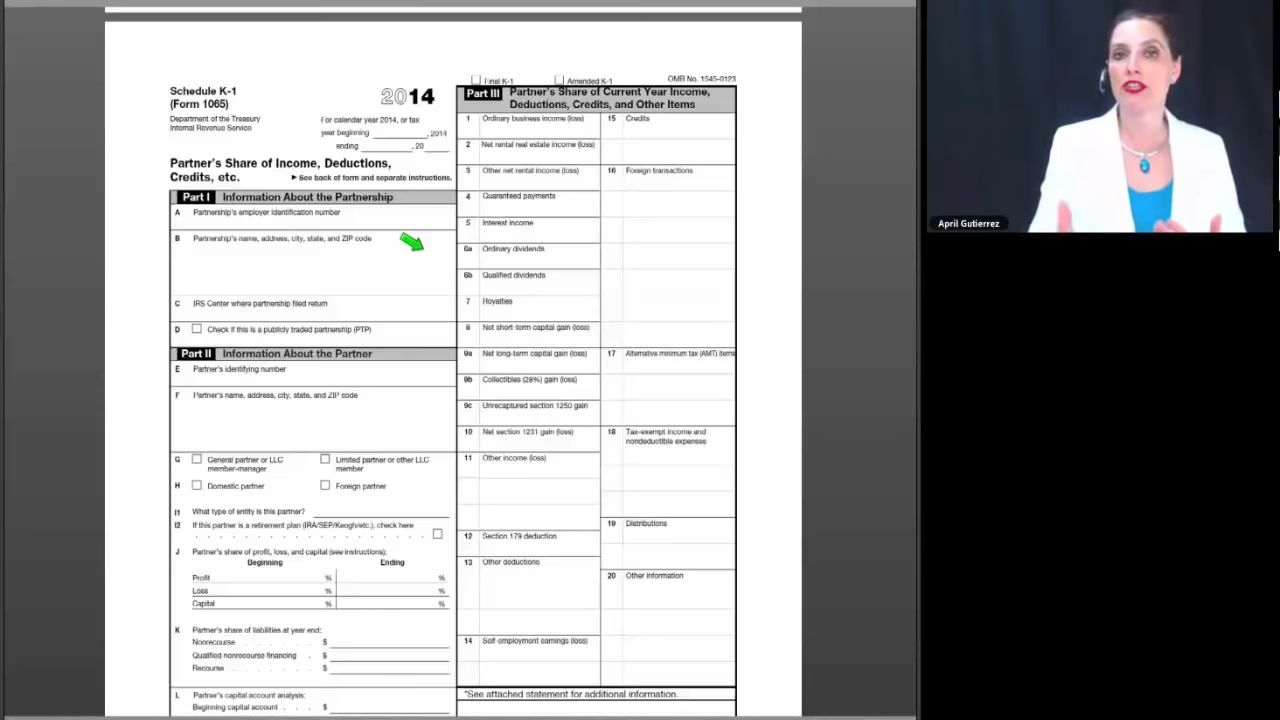 Schedule K-1
(Form 1065)
2014
Department of the Treasury
Internal Revenue Service
For calendar year 2014, or tax
year beginning , 2014
ending , 20
Partner's Share of Income, Deductions,
Credits, etc.
► See back of form and separate instructions.
Part I Information About the Partnership
A Partnership's employer identification number
B Partnership's name, address, city, state, and ZIP code
C IRS Center where partnership filed return
D Check if this is a publicly traded partnership (PTP)
Part II Information About the Partner
E Partner's identifying number
F Partner's name, address, city, state, and ZIP code
G General partner or LLC
member-manager
Limited partner or other LLC
member
H Domestic partner
Foreign partner
I1 What type of entity is this partner?
I2 If this partner is a retirement plan (IRA/SEP/Keogh/etc.), check here
J Partner's share of profit, loss, and capital (see instructions):
Beginning Ending
Profit % %
Loss % %
Capital % %
K Partner's share of liabilities at year end:
Nonrecourse . . . . . . $
Qualified nonrecourse financing . $
Recourse . . . . . . . $
L Partner's capital account analysis:
Beginning capital account . . . $
Final K-1
Amended K-1
OMB No. 1545-0123
Part III Partner's Share of Current Year Income,
Deductions, Credits, and Other Items
1 Ordinary business income (loss)
2 Net rental real estate income (loss)
3 Other net rental income (loss)
4 Guaranteed payments
5 Interest income
6a Ordinary dividends
6b Qualified dividends
7 Royalties
8 Net short-term capital gain (loss)
9a Net long-term capital gain (loss)
9b Collectibles (28%) gain (loss)
9c Unrecaptured section 1250 gain
10 Net section 1231 gain (loss)
11 Other income (loss)
12 Section 179 deduction
13 Other deductions
14 Self-employment earnings (loss)
15 Credits
16 Foreign transactions
17 Alternative minimum tax (AMT) items
18 Tax-exempt income and
nondeductible expenses
19 Distributions
20 Other information
*See attached statement for additional information.
April Gutierrez